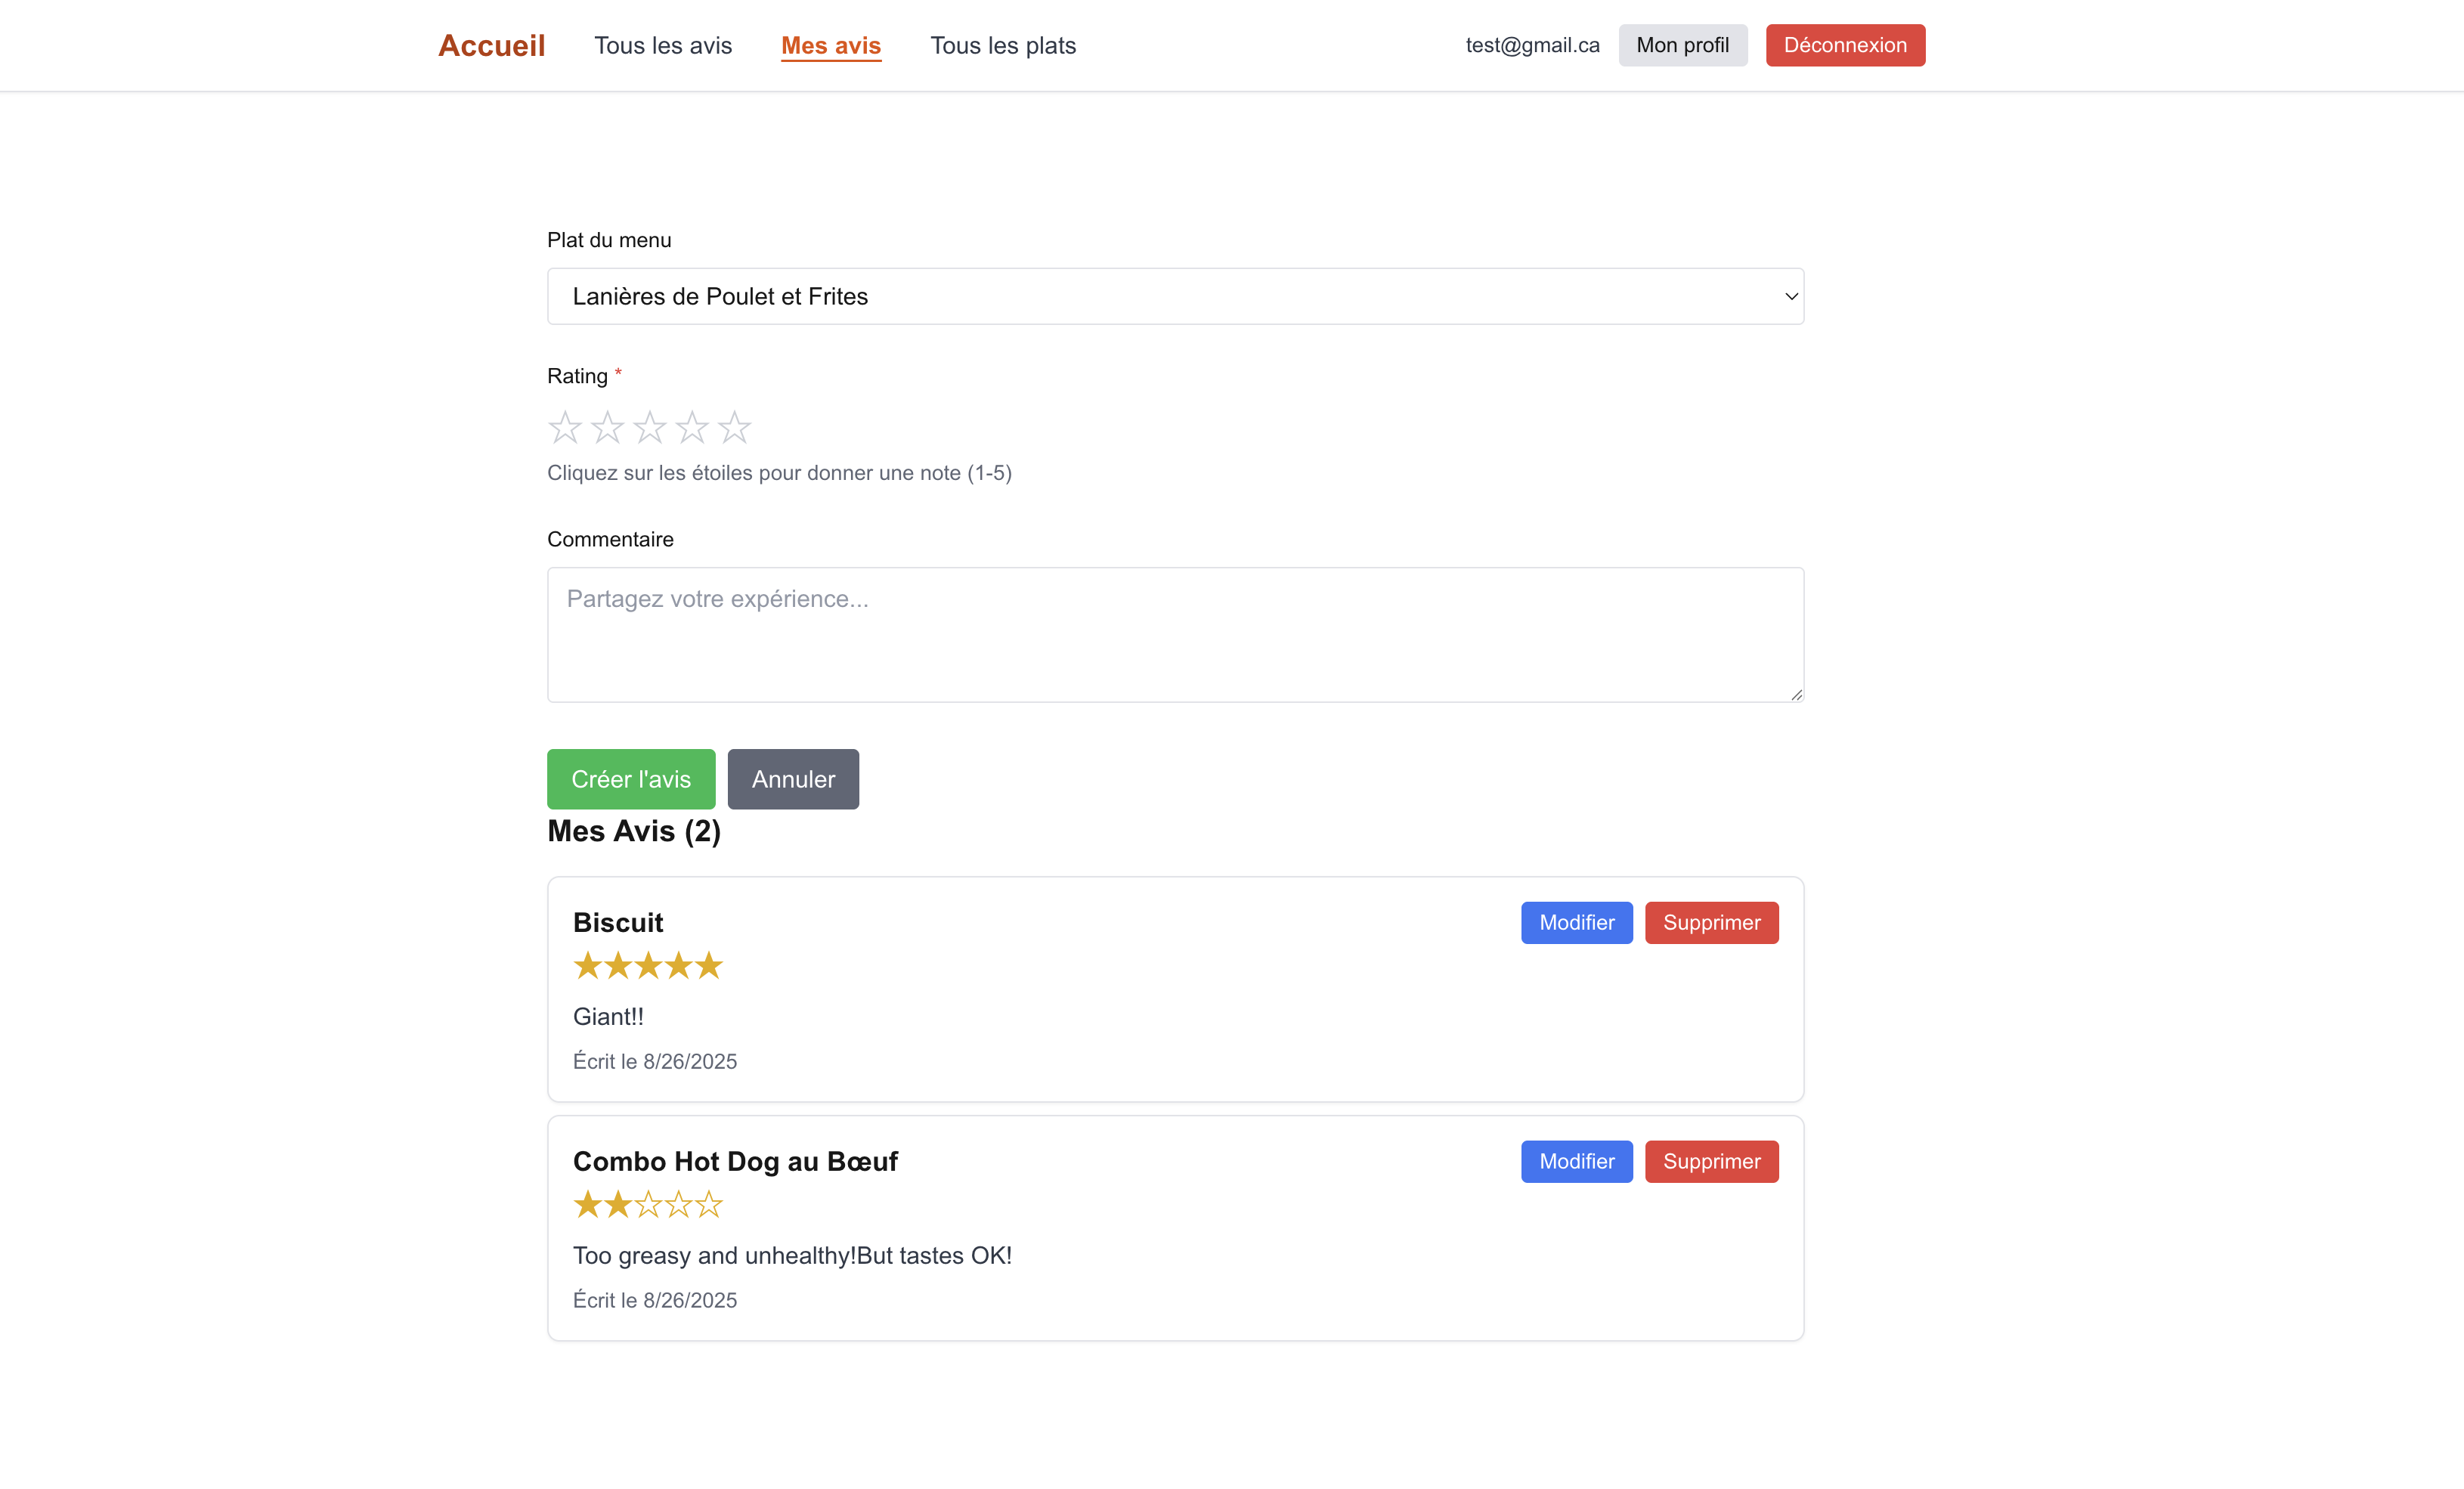 Accueil Tous les avis Mes avis Tous les plats test@gmail.ca Mon profil Déconnexion
Plat du menu
Lanières de Poulet et Frites
Rating *
☆☆☆☆☆
Cliquez sur les étoiles pour donner une note (1-5)
Commentaire
Partagez votre expérience...
Créer l'avis Annuler
Mes Avis (2)
Biscuit Modifier Supprimer
★★★★★
Giant!!
Écrit le 8/26/2025
Combo Hot Dog au Bœuf Modifier Supprimer
★★☆☆☆
Too greasy and unhealthy!But tastes OK!
Écrit le 8/26/2025